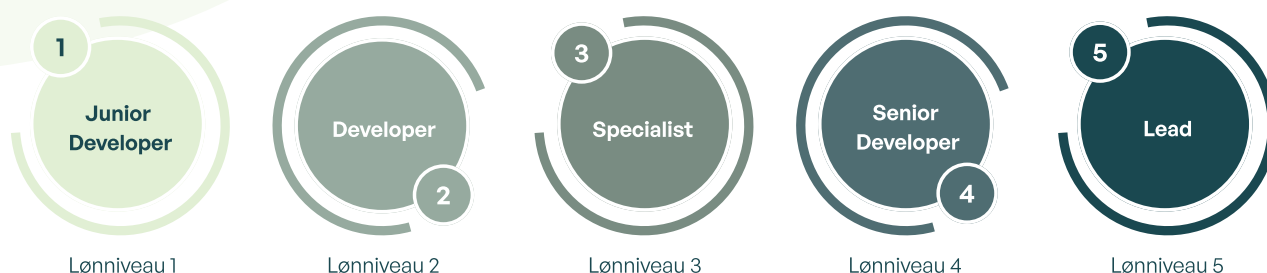 1
Junior
Developer
Lønniveau 1
Developer
2
Lønniveau 2
3
Specialist
Lønniveau 3
Senior
Developer
4
Lønniveau 4
5
Lead
Lønniveau 5